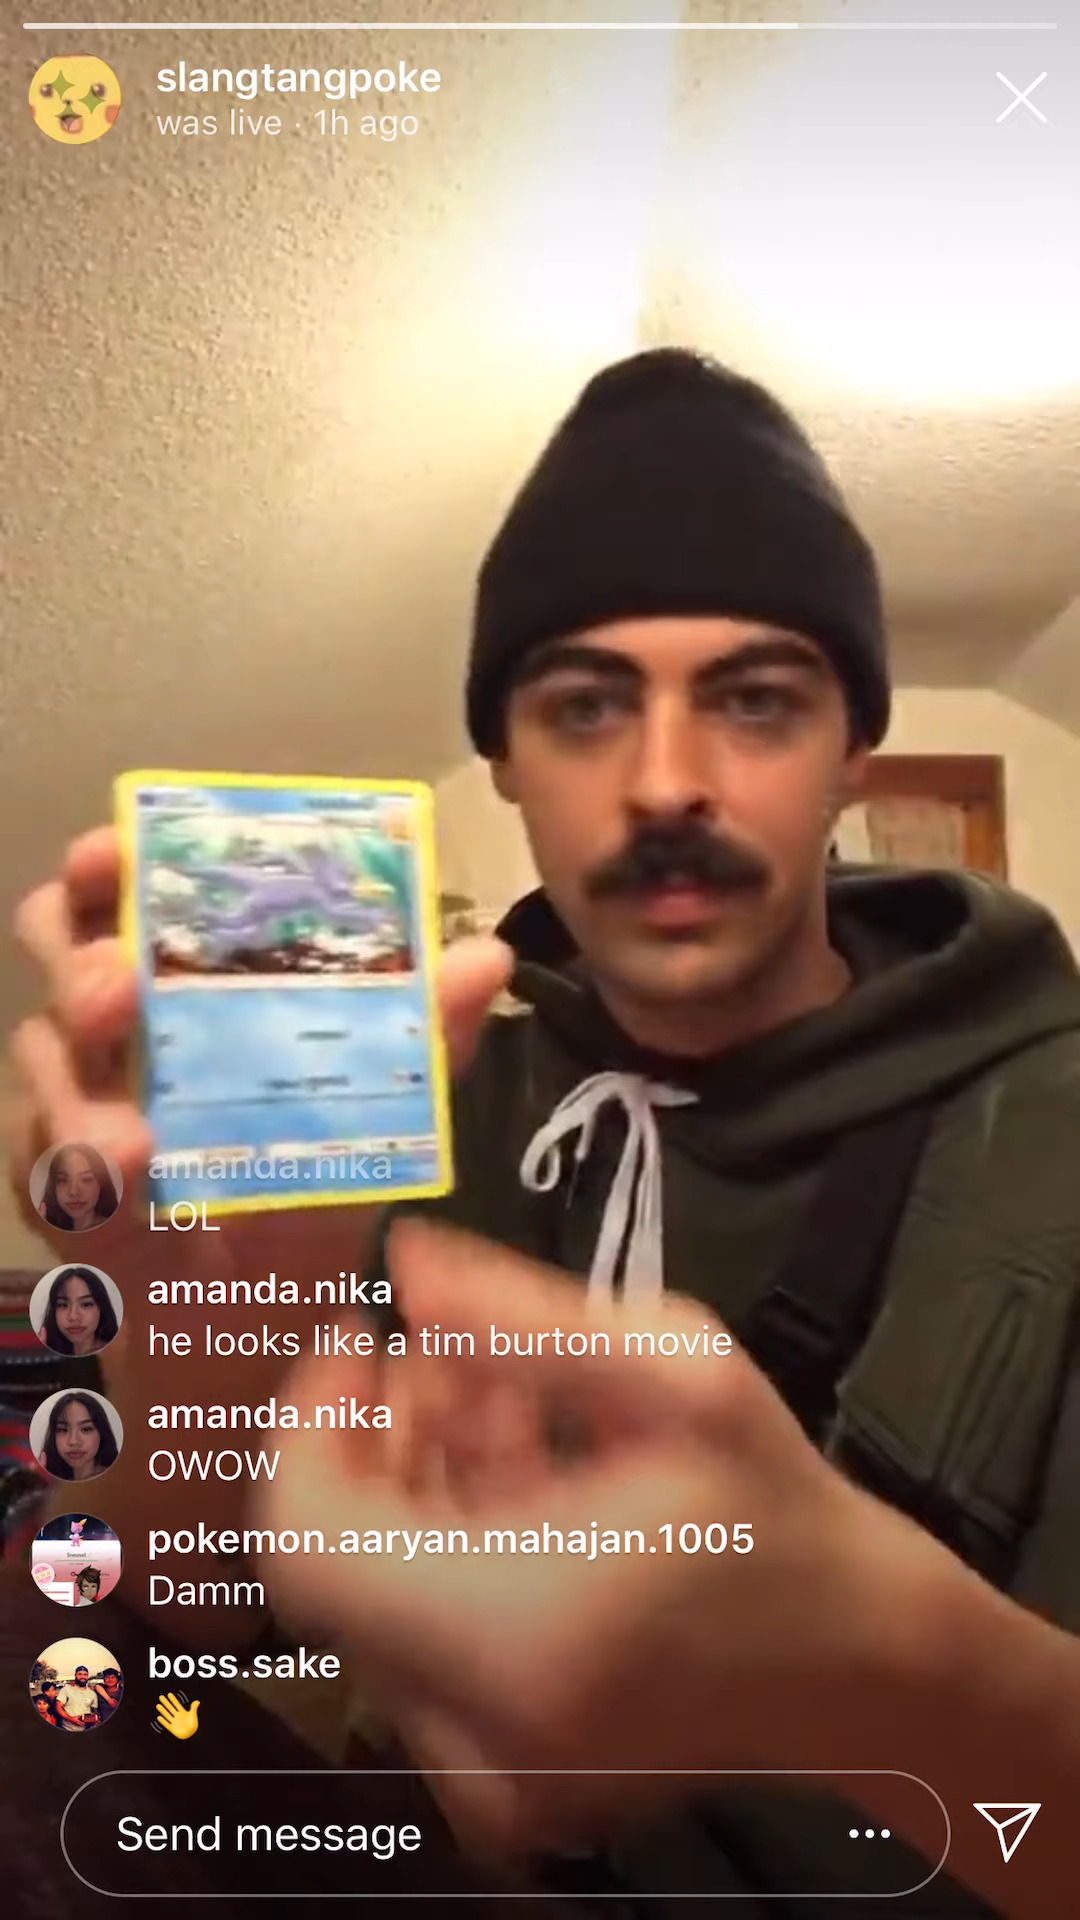 slangtangpoke
was live · 1h ago
amanda.nika
LOL
amanda.nika
he looks like a tim burton movie
amanda.nika
OWOW
pokemon.aaryan.mahajan.1005
Damm
boss.sake
👋
Send message